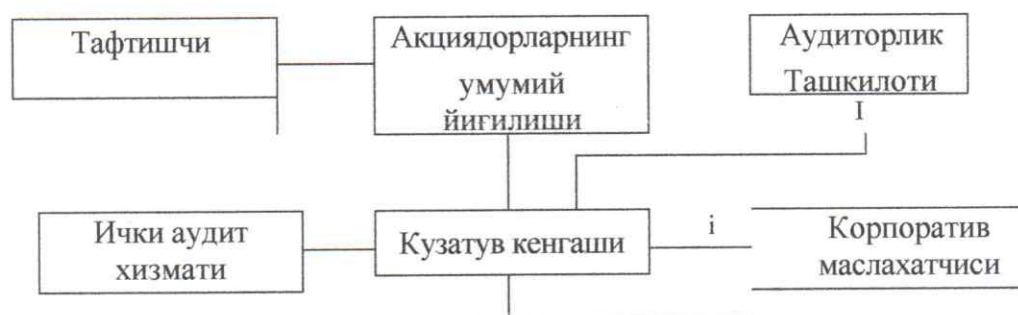 Тафтишчи
Акциядорларнинг
умумий
йиғилиши
Аудиторлик
Ташкилоти
I
Ички аудит
хизмати
Кузатув кенгаши
i
Корпоратив
маслахатчиси